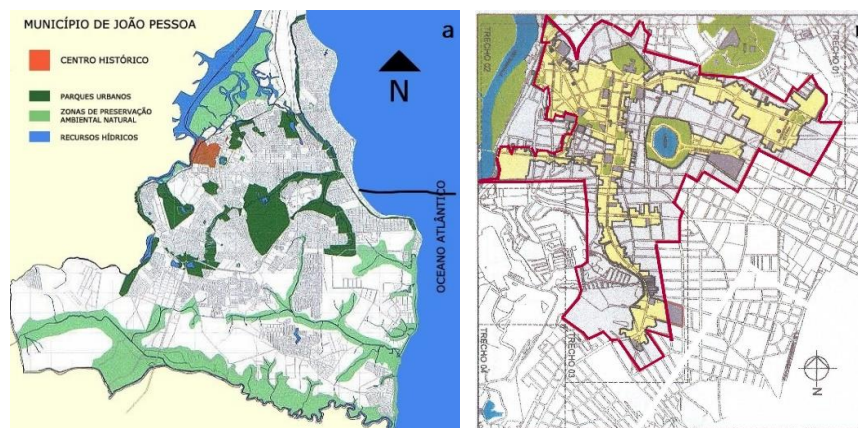 MUNICÍPIO DE JOÃO PESSOA
a
CENTRO HISTÓRICO
N
PARQUES URBANOS
ZONAS DE PRESERVAÇÃO
AMBIENTAL NATURAL
RECURSOS HÍDRICOS
OCEANO ATLÂNTICO
TRECHO 02
TRECHO 01
TRECHO 04
TRECHO 03
N